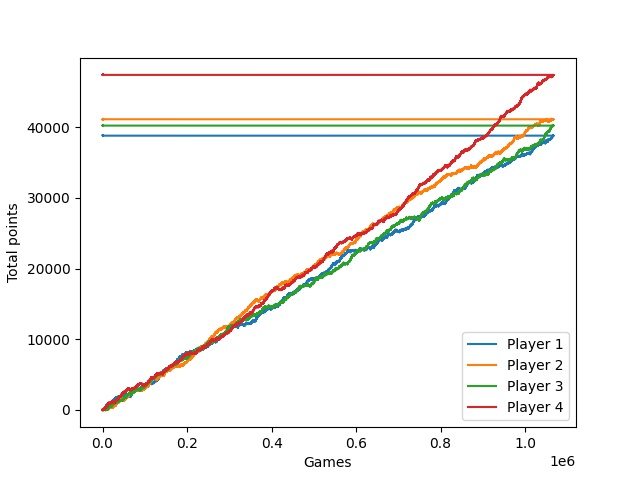 40000
30000
20000
10000
0
Total points
0.0 0.2 0.4 0.6 0.8 1.0
1e6
Games
Player 1
Player 2
Player 3
Player 4